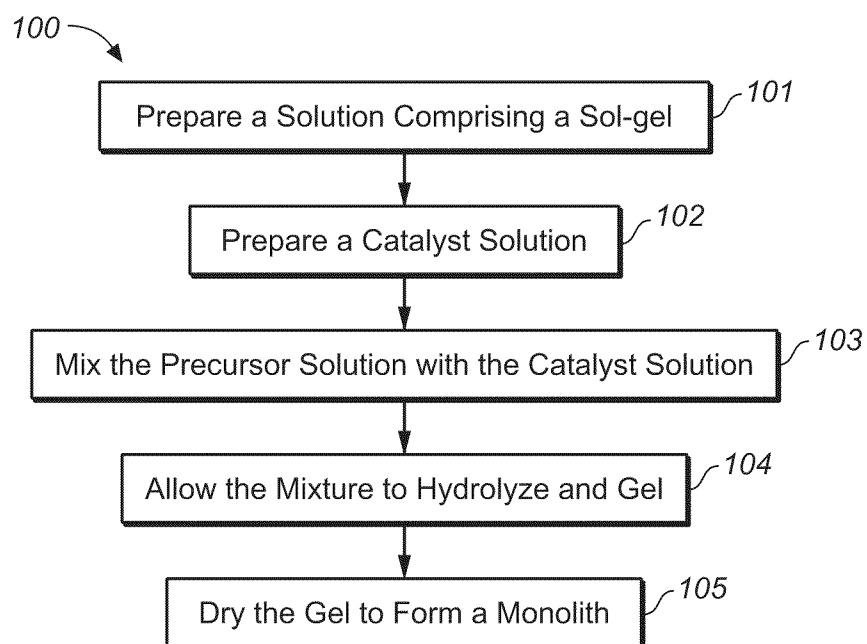 100
Prepare a Solution Comprising a Sol-gel
101
Prepare a Catalyst Solution
102
Mix the Precursor Solution with the Catalyst Solution
103
Allow the Mixture to Hydrolyze and Gel
104
Dry the Gel to Form a Monolith
105